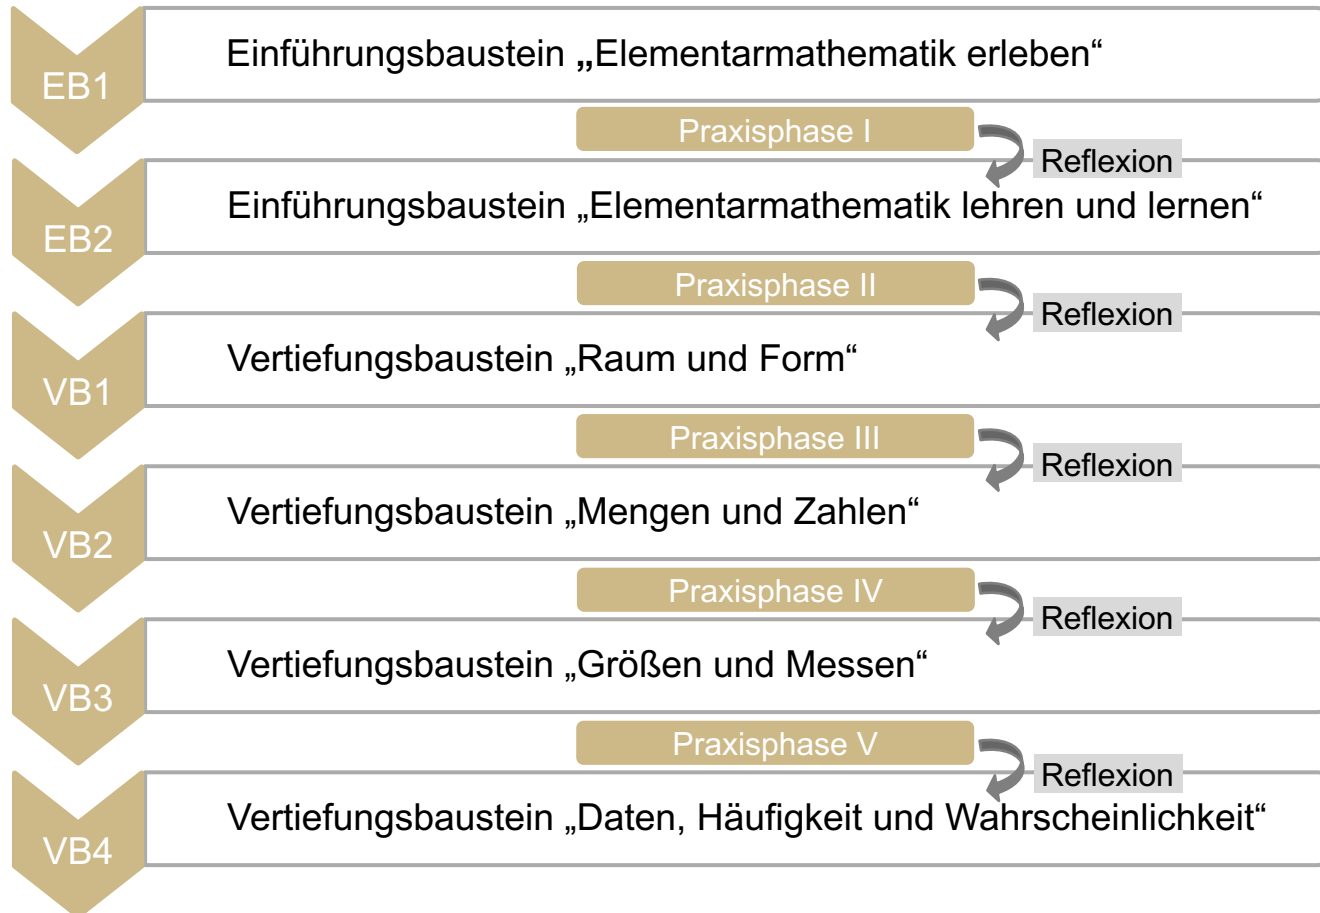 EB1
Einführungsbaustein „Elementarmathematik erleben“
Praxisphase I
Reflexion
EB2
Einführungsbaustein „Elementarmathematik lehren und lernen“
Praxisphase II
Reflexion
VB1
Vertiefungsbaustein „Raum und Form“
Praxisphase III
Reflexion
VB2
Vertiefungsbaustein „Mengen und Zahlen“
Praxisphase IV
Reflexion
VB3
Vertiefungsbaustein „Größen und Messen“
Praxisphase V
Reflexion
VB4
Vertiefungsbaustein „Daten, Häufigkeit und Wahrscheinlichkeit“